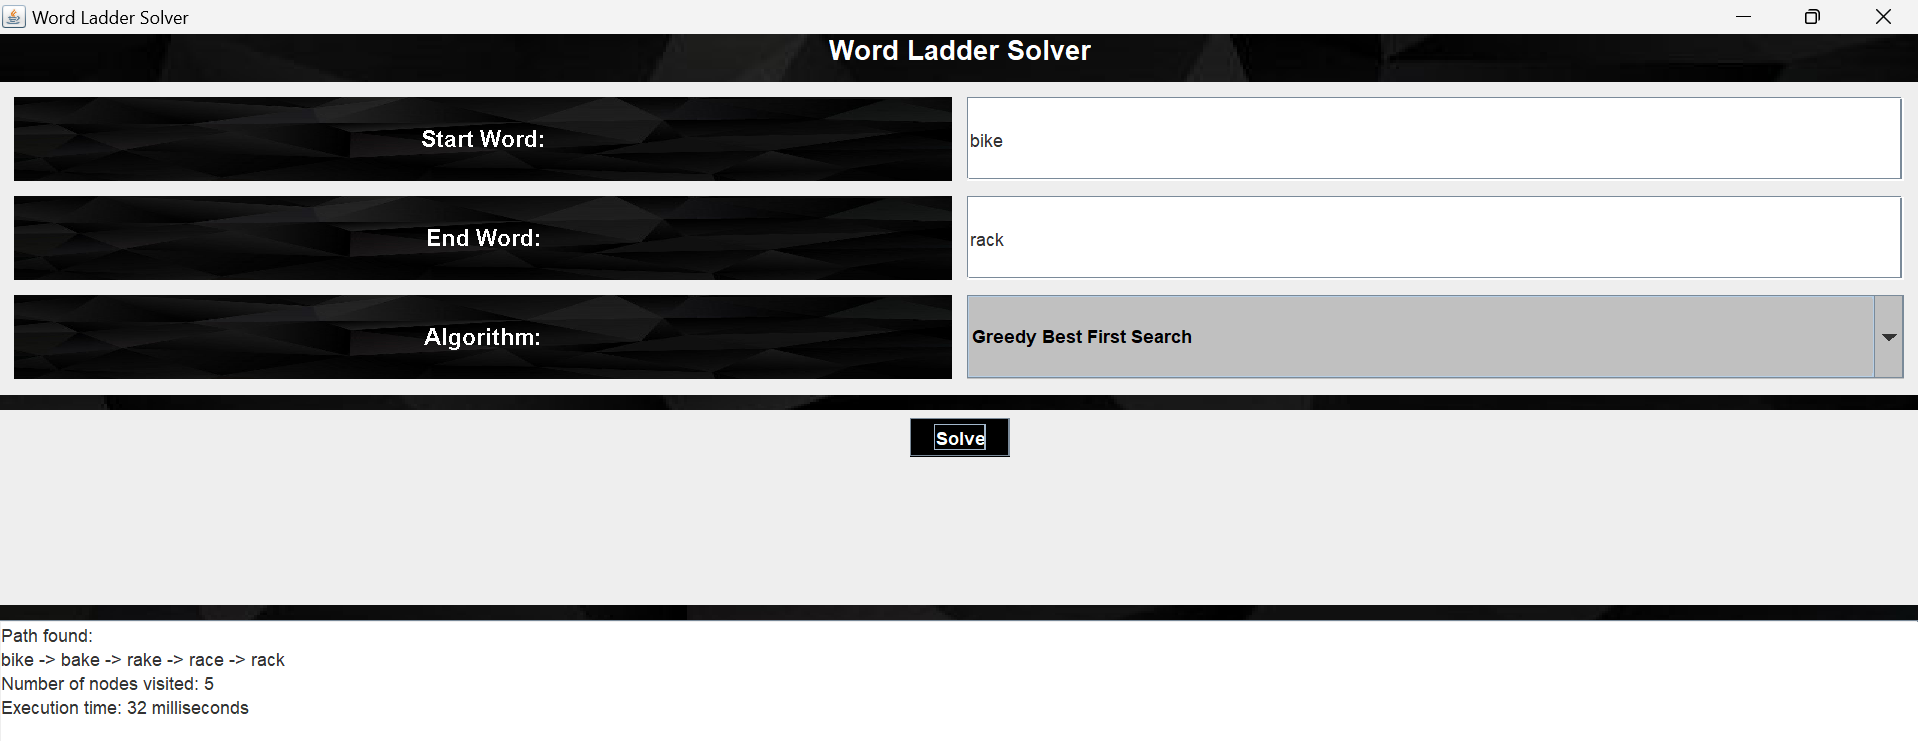 Word Ladder Solver
Word Ladder Solver
Start Word:
bike
End Word:
rack
Algorithm:
Greedy Best First Search
Solve
Path found:
bike -> bake -> rake -> race -> rack
Number of nodes visited: 5
Execution time: 32 milliseconds